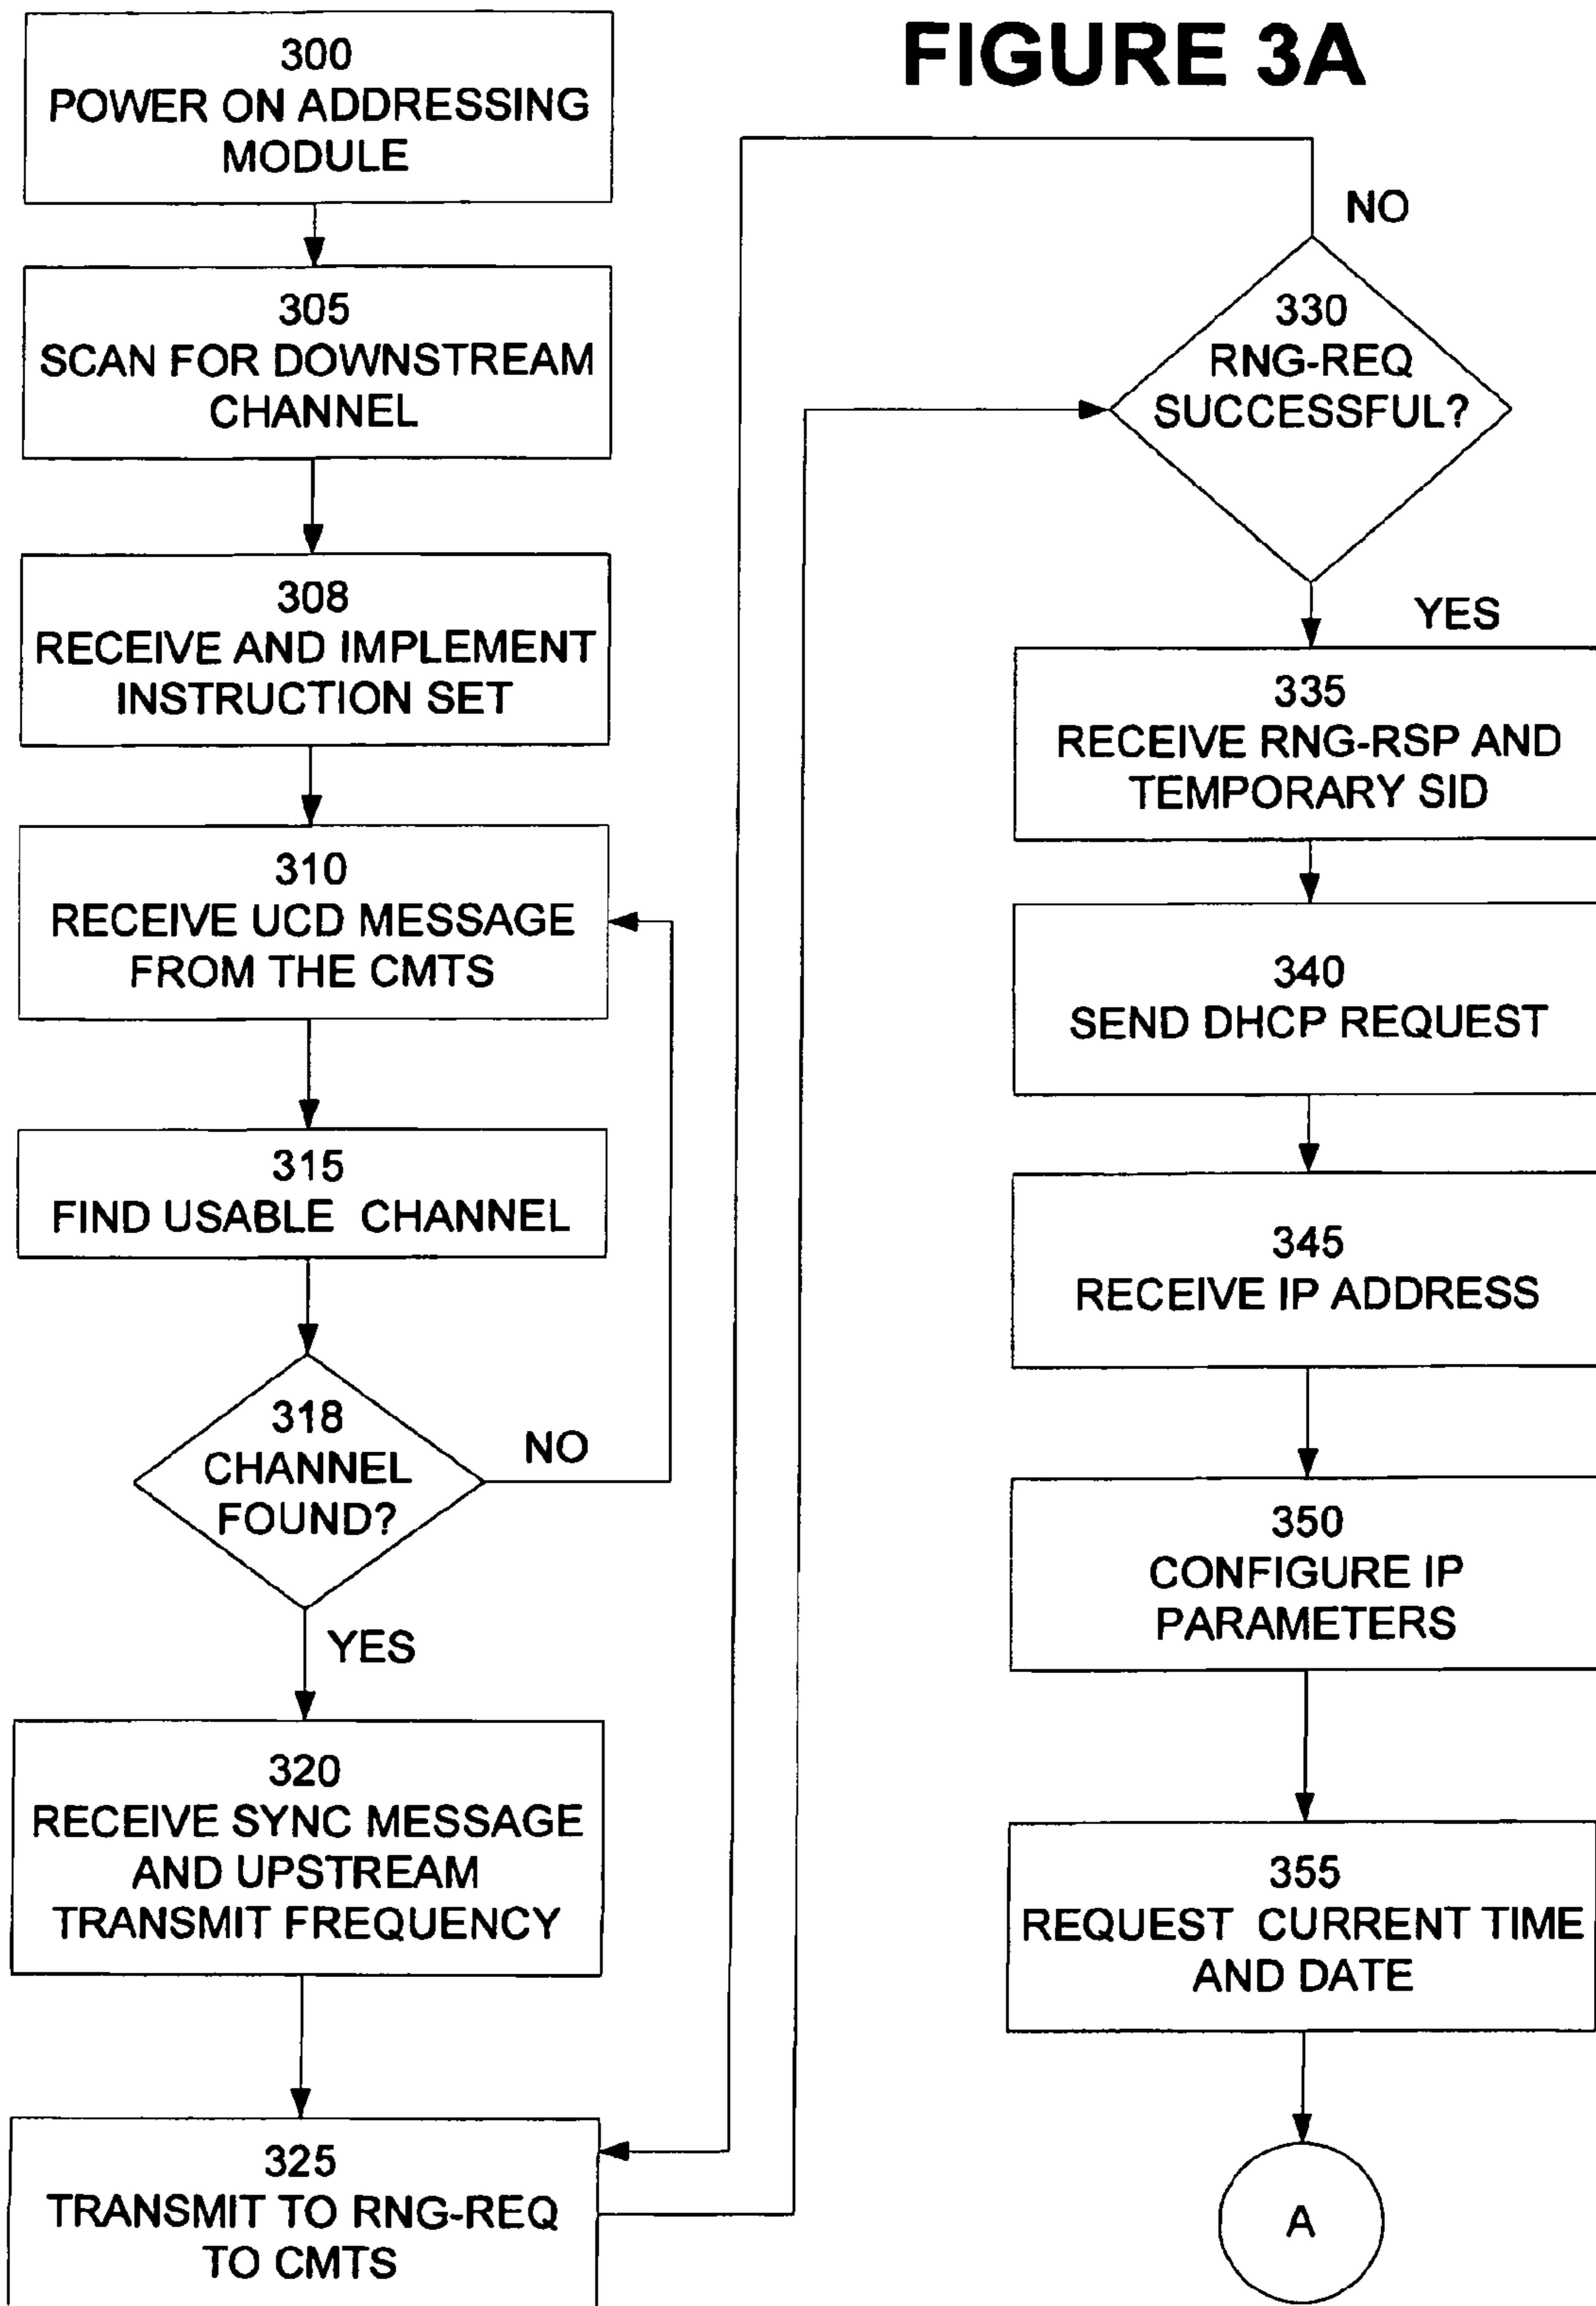 FIGURE 3A
300
POWER ON ADDRESSING
MODULE
305
SCAN FOR DOWNSTREAM
CHANNEL
308
RECEIVE AND IMPLEMENT
INSTRUCTION SET
310
RECEIVE UCD MESSAGE
FROM THE CMTS
315
FIND USABLE CHANNEL
318
CHANNEL
FOUND?
NO
YES
320
RECEIVE SYNC MESSAGE
AND UPSTREAM
TRANSMIT FREQUENCY
325
TRANSMIT TO RNG-REQ
TO CMTS
330
RNG-REQ
SUCCESSFUL?
NO
YES
335
RECEIVE RNG-RSP AND
TEMPORARY SID
340
SEND DHCP REQUEST
345
RECEIVE IP ADDRESS
350
CONFIGURE IP
PARAMETERS
355
REQUEST CURRENT TIME
AND DATE
A